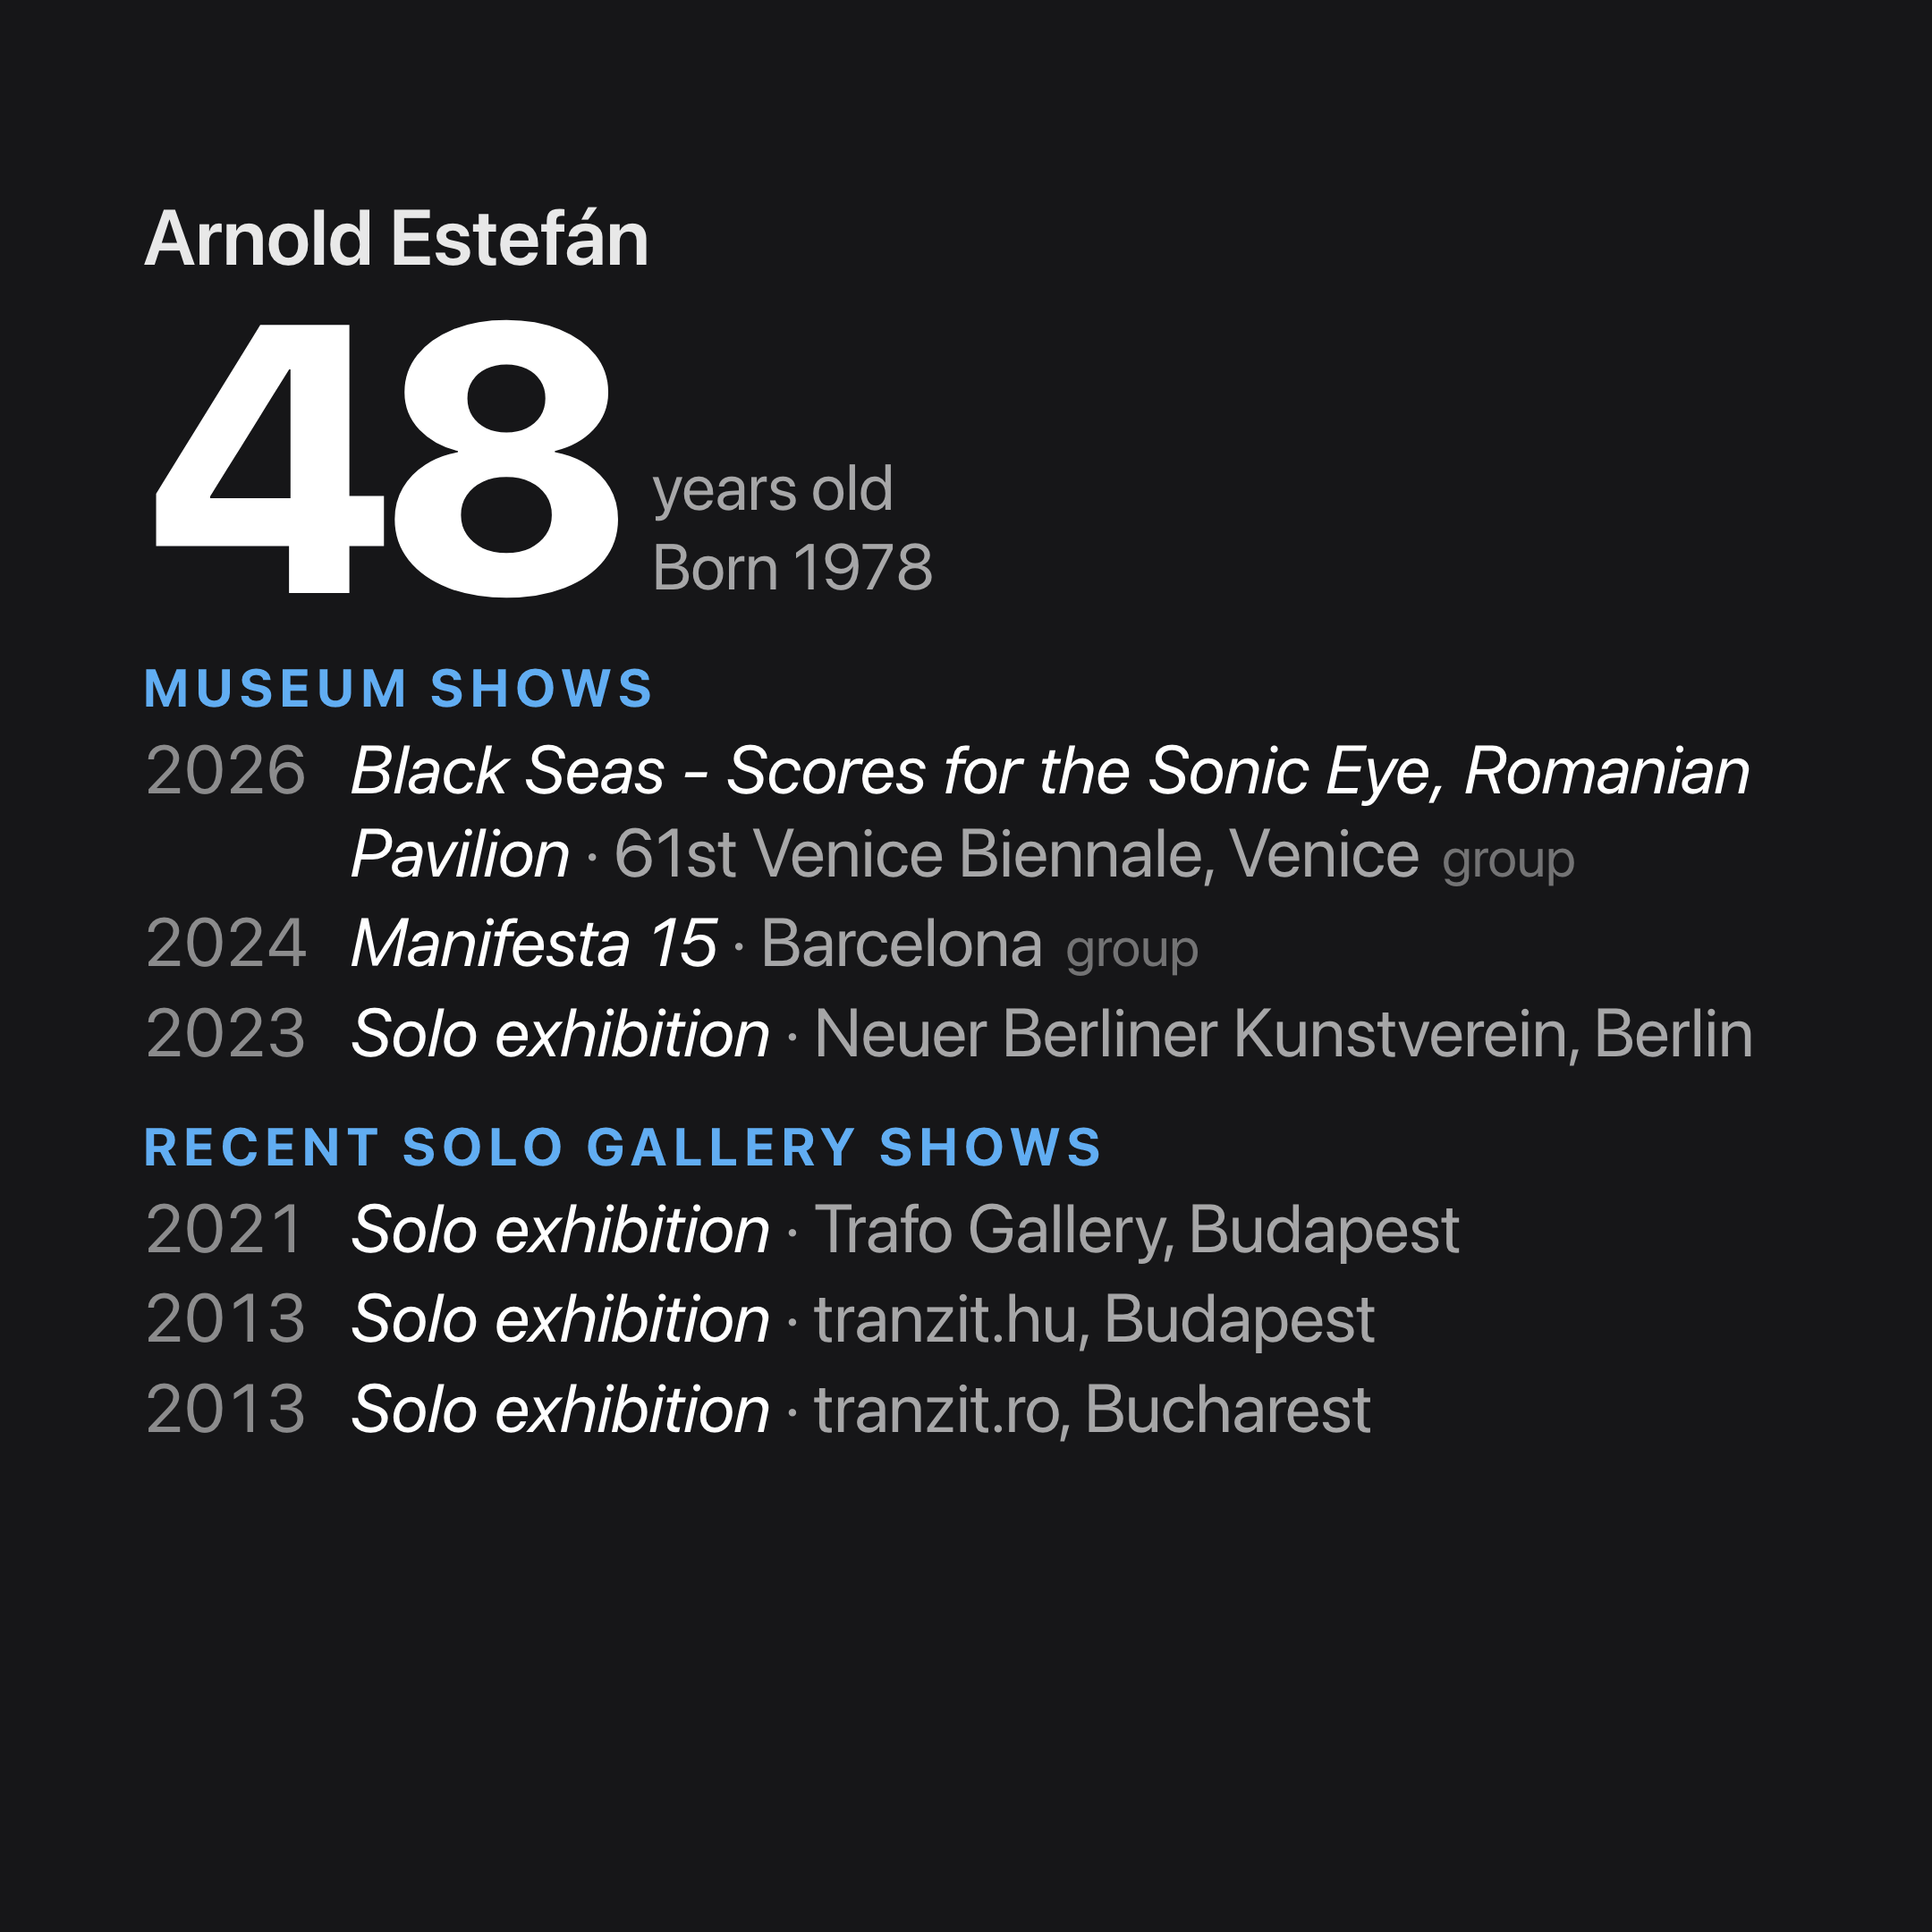 Arnold Estefán
48
years old
Born 1978
MUSEUM SHOWS
2026 Black Seas - Scores for the Sonic Eye, Romanian
Pavilion · 61st Venice Biennale, Venice group
2024 Manifesta 15 · Barcelona group
2023 Solo exhibition · Neuer Berliner Kunstverein, Berlin
RECENT SOLO GALLERY SHOWS
2021 Solo exhibition · Trafo Gallery, Budapest
2013 Solo exhibition · tranzit.hu, Budapest
2013 Solo exhibition · tranzit.ro, Bucharest